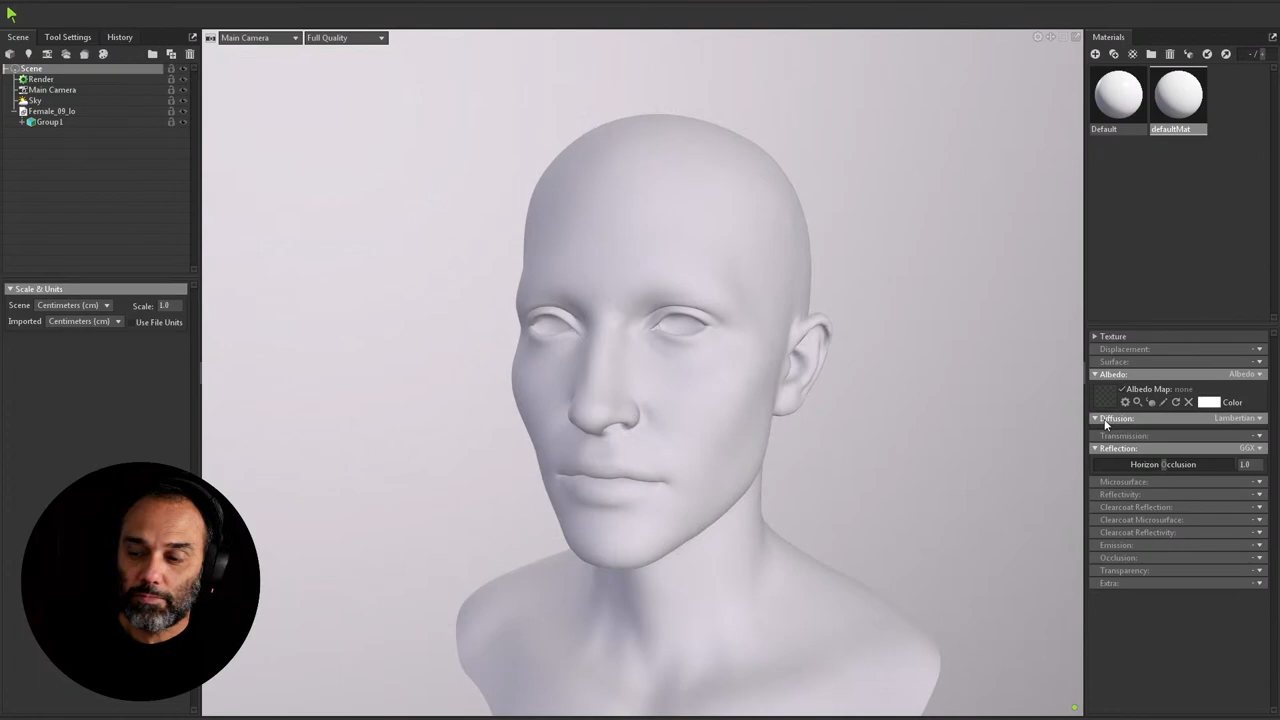 Scene Tool Settings History
Main Camera Full Quality
Materials
- /
Scene
Render
Main Camera
Sky
Female_09_lo
Group1
Default defaultMat
Scale & Units
Scene Centimeters (cm) Scale: 1.0
Imported Centimeters (cm) Use File Units
Texture
Displacement: -
Surface: -
Albedo: Albedo
Albedo Map: none
Color
Diffusion: Lambertian
Transmission: -
Reflection: GGX
Horizon Occlusion 1.0
Microsurface: -
Reflectivity: -
Clearcoat Reflection: -
Clearcoat Microsurface: -
Clearcoat Reflectivity: -
Emission: -
Occlusion: -
Transparency: -
Extra: -